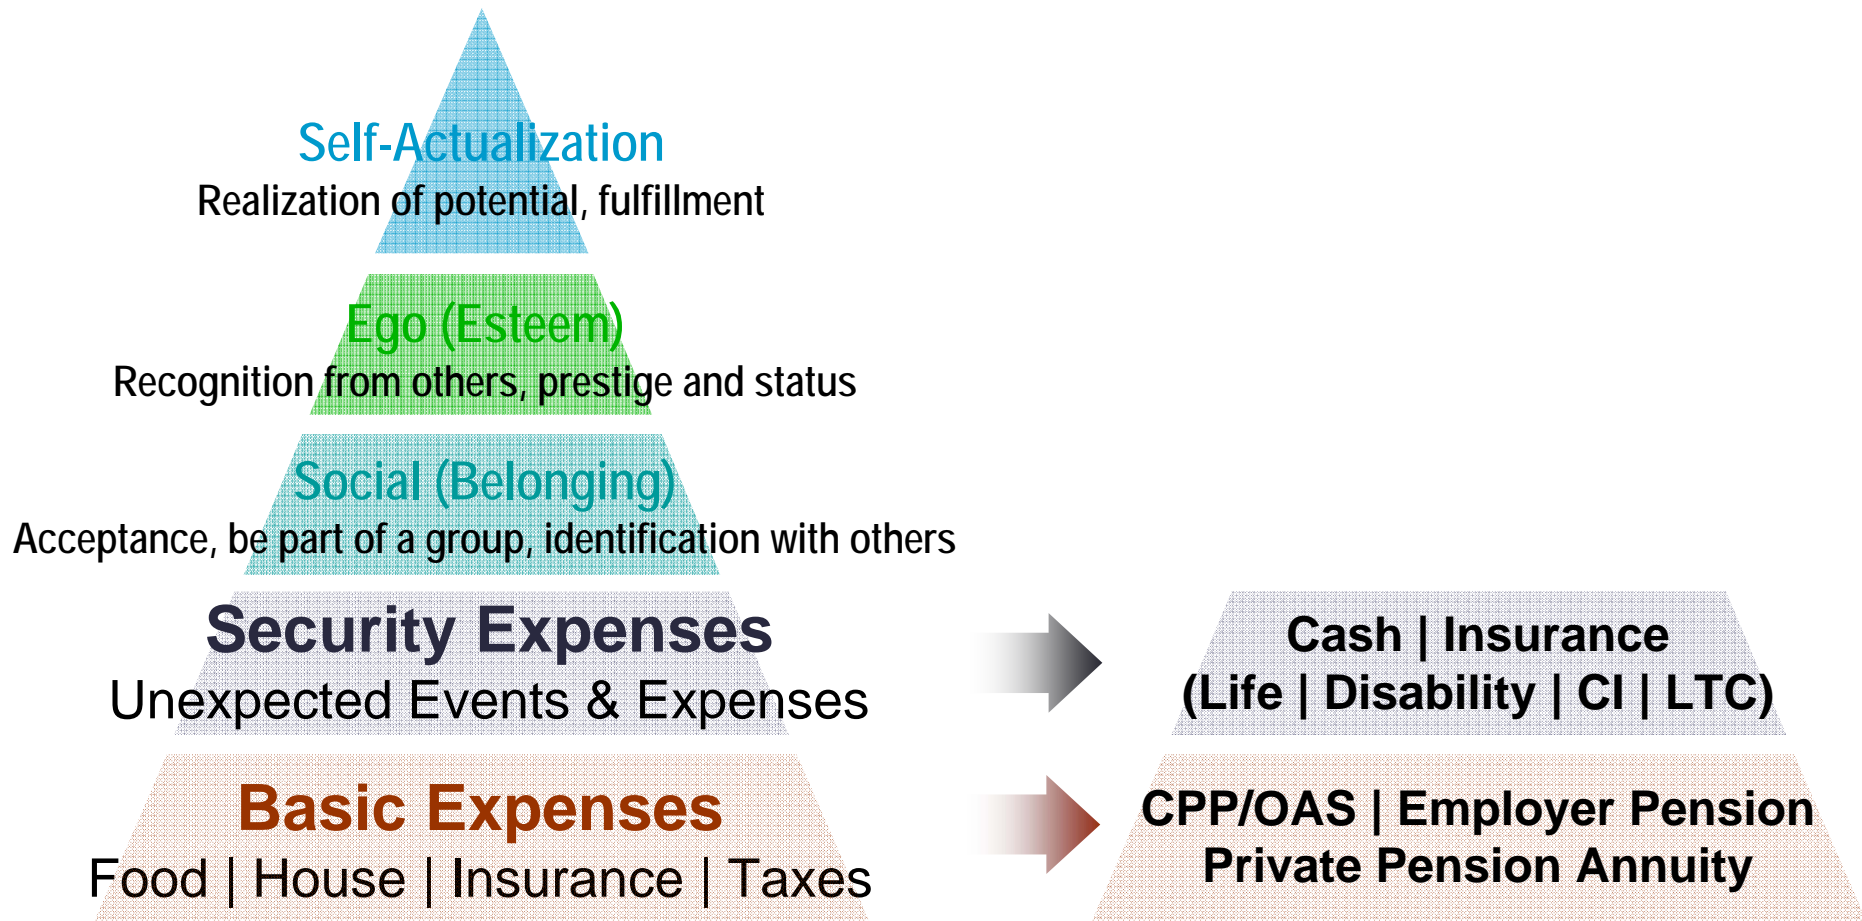 Self-Actualization
Realization of potential, fulfillment
Ego (Esteem)
Recognition from others, prestige and status
Social (Belonging)
Acceptance, be part of a group, identification with others
Security Expenses
Unexpected Events & Expenses
Cash | Insurance
(Life | Disability | CI | LTC)
Basic Expenses
Food | House | Insurance | Taxes
CPP/OAS | Employer Pension
Private Pension Annuity